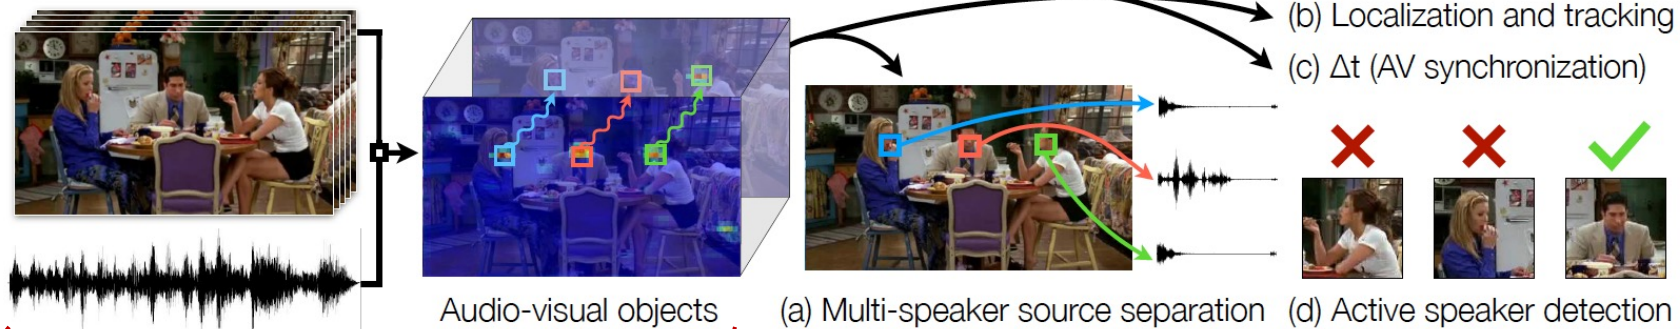 (b) Localization and tracking
(c) Δt (AV synchronization)
Audio-visual objects
(a) Multi-speaker source separation
(d) Active speaker detection